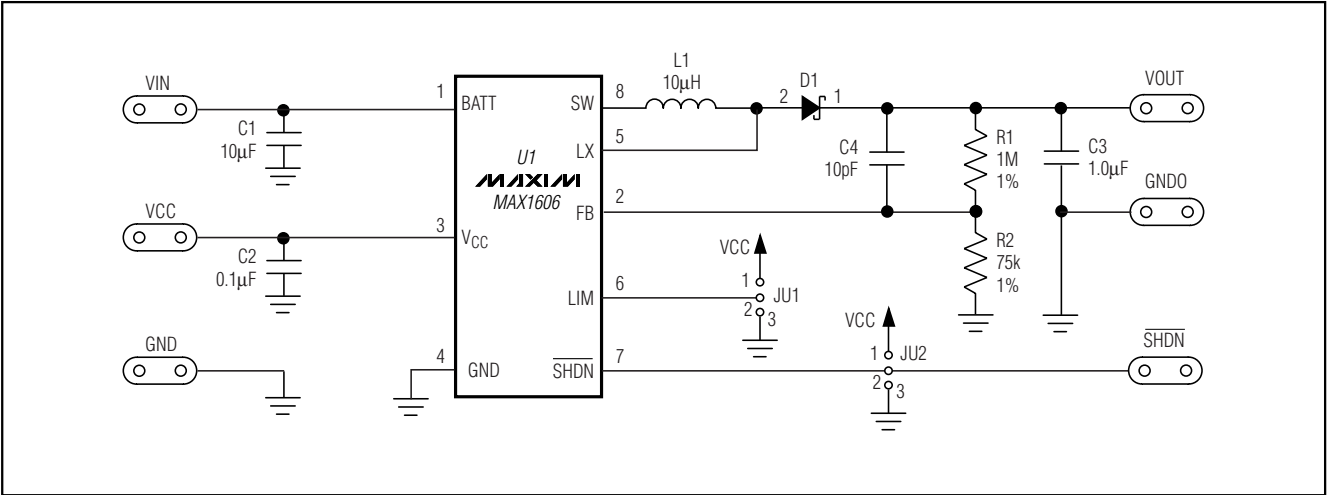 VIN
C1
10µF
VCC
C2
0.1µF
GND
1
BATT
3
VCC
4
GND
U1
MAXIM
MAX1606
SW
8
LX
5
FB
2
LIM
6
SHDN
7
L1
10µH
2
D1
1
C4
10pF
R1
1M
1%
R2
75k
1%
C3
1.0µF
VOUT
GNDO
VCC
1
2
3
JU1
VCC
1
2
3
JU2
SHDN